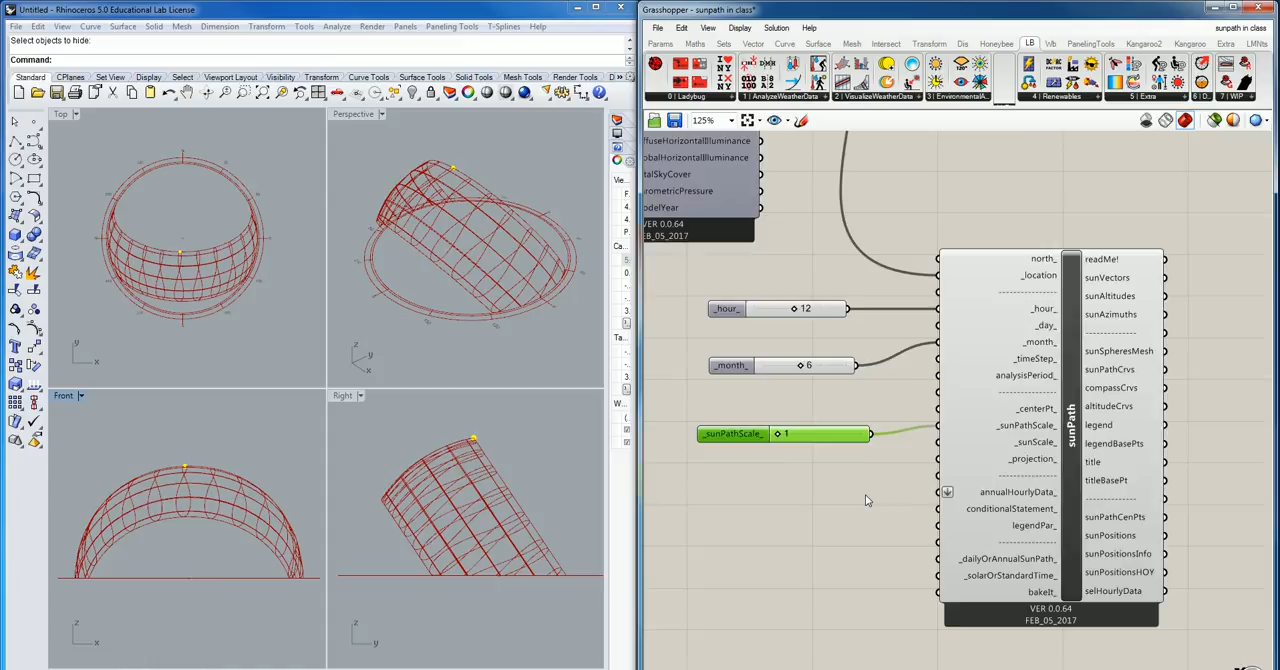 Untitled - Rhinoceros 5.0 Educational Lab License
File Edit View Curve Surface Solid Mesh Dimension Transform Tools Analyze Render Panels Paneling Tools T-Splines Help
Select objects to hide:
Command:
Standard CPlanes Set View Display Select Viewport Layout Visibility Transform Curve Tools Surface Tools Solid Tools Mesh Tools Render Tools D »
Top
Perspective
Front
Right
y
x
z
y
x
z
x
z
y
Grasshopper - sunpath in class*
File Edit View Display Solution Help
sunpath in class
Params Maths Sets Vector Curve Surface Mesh Intersect Transform Dis Honeybee LB Wb PanelingTools Kangaroo2 Kangaroo Extra LMNts
0 | Ladybug
1 | AnalyzeWeatherData
2 | VisualizeWeatherData
3 | EnvironmentalA...
4 | Renewables
5 | Extra
6 | D...
7 | WIP
125%
ffuseHorizontalIlluminance
lobalHorizontalIlluminance
talSkyCover
arometricPressure
odelYear
VER 0.0.64
EB_05_2017
_hour_ 12
_month_ 6
_sunPathScale_ 1
north_
_location
_hour_
_day_
_month_
_timeStep_
analysisPeriod_
_centerPt_
_sunPathScale_
_sunScale_
_projection_
annualHourlyData_
conditionalStatement_
legendPar_
_dailyOrAnnualSunPath_
_solarOrStandardTime_
bakeIt_
sunPath
readMe!
sunVectors
sunAltitudes
sunAzimuths
sunSpheresMesh
sunPathCrvs
compassCrvs
altitudeCrvs
legend
legendBasePts
title
titleBasePt
sunPathCenPts
sunPositions
sunPositionsInfo
sunPositionsHOY
selHourlyData
VER 0.0.64
FEB_05_2017